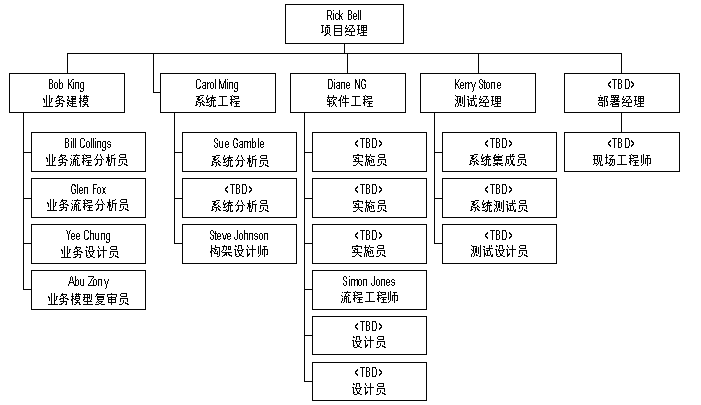 Rick Bell
项目经理
Bob King
业务建模
Carol Ming
系统工程
Diane NG
软件工程
Kerry Stone
测试经理
<TBD>
部署经理
Bill Collings
业务流程分析员
Glen Fox
业务流程分析员
Yee Chung
业务设计员
Abu Zony
业务模型复审员
Sue Gamble
系统分析员
<TBD>
系统分析员
Steve Johnson
构架设计师
<TBD>
实施员
<TBD>
实施员
<TBD>
实施员
Simon Jones
流程工程师
<TBD>
设计员
<TBD>
设计员
<TBD>
系统集成员
<TBD>
系统测试员
<TBD>
测试设计员
<TBD>
现场工程师